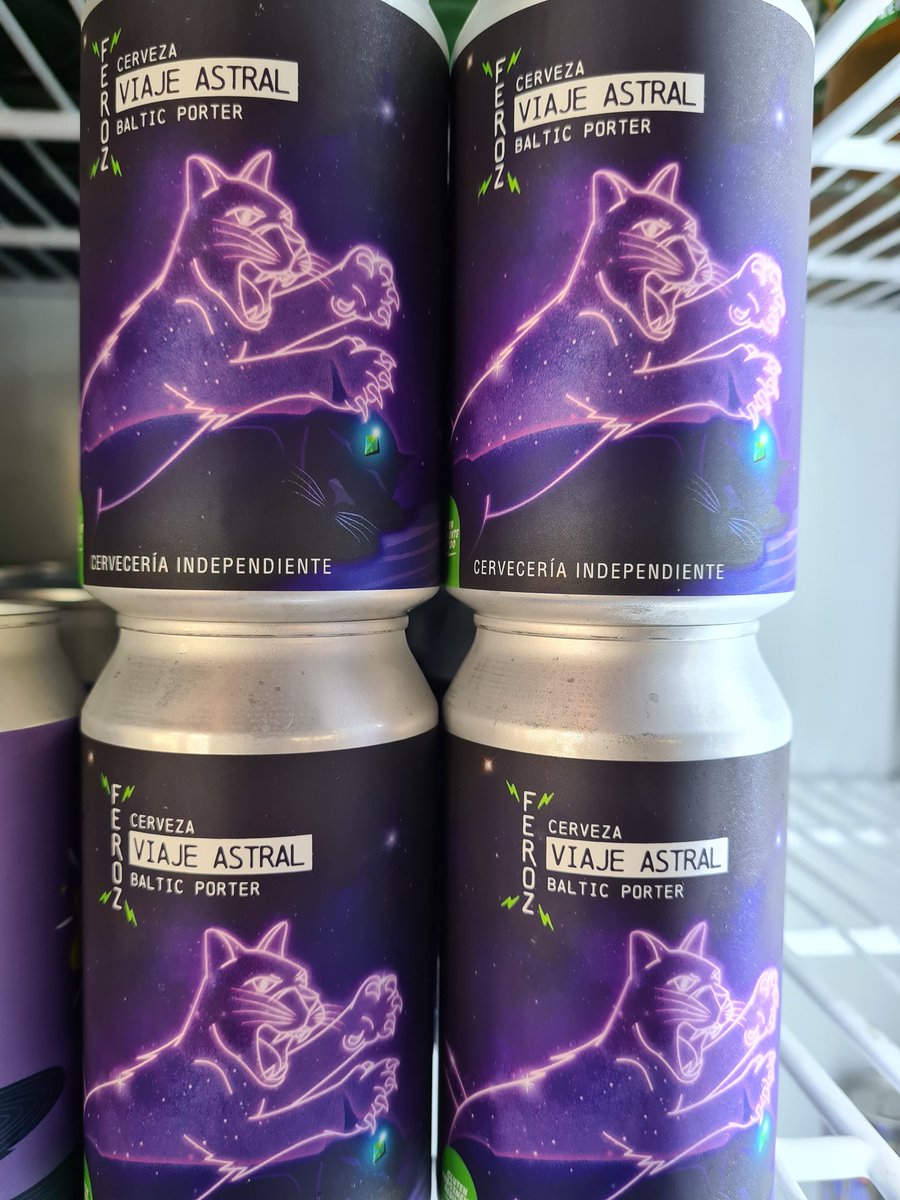 FEROZ
CERVEZA
VIAJE ASTRAL
BALTIC PORTER
CERVECERÍA INDEPENDIENTE
FEROZ
CERVEZA
VIAJE ASTRAL
BALTIC PORTER
CERVECERÍA INDEPENDIENTE
FEROZ
CERVEZA
VIAJE ASTRAL
BALTIC PORTER
FEROZ
CERVEZA
VIAJE ASTRAL
BALTIC PORTER
GLUTEN